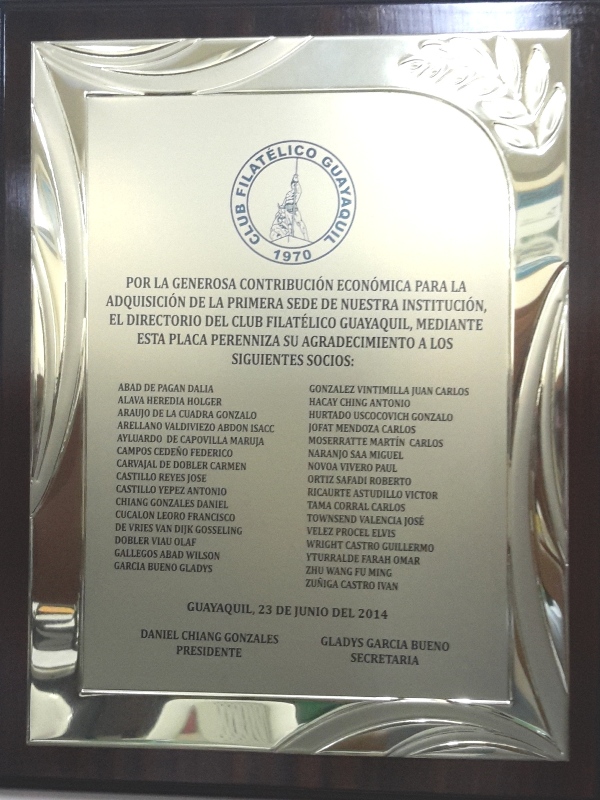 CLUB FILATÉLICO GUAYAQUIL
1970
POR LA GENEROSA CONTRIBUCIÓN ECONÓMICA PARA LA
ADQUISICIÓN DE LA PRIMERA SEDE DE NUESTRA INSTITUCIÓN,
EL DIRECTORIO DEL CLUB FILATÉLICO GUAYAQUIL, MEDIANTE
ESTA PLACA PERENNIZA SU AGRADECIMIENTO A LOS
SIGUIENTES SOCIOS:
ABAD DE PAGAN DALIA
ALAVA HEREDIA HOLGER
ARAUJO DE LA CUADRA GONZALO
ARELLANO VALDIVIEZO ABDON ISACC
AYLUARDO DE CAPOVILLA MARUJA
CAMPOS CEDEÑO FEDERICO
CARVAJAL DE DOBLER CARMEN
CASTILLO REYES JOSE
CASTILLO YEPEZ ANTONIO
CHIANG GONZALES DANIEL
CUCALON LEORO FRANCISCO
DE VRIES VAN DIJK GOSSELING
DOBLER VIAU OLAF
GALLEGOS ABAD WILSON
GARCIA BUENO GLADYS
GONZALEZ VINTIMILLA JUAN CARLOS
HACAY CHING ANTONIO
HURTADO USCOCOVICH GONZALO
JOFAT MENDOZA CARLOS
MOSERRATTE MARTÍN CARLOS
NARANJO SAA MIGUEL
NOVOA VIVERO PAUL
ORTIZ SAFADI ROBERTO
RICAURTE ASTUDILLO VICTOR
TAMA CORRAL CARLOS
TOWNSEND VALENCIA JOSÉ
VELEZ PROCEL ELVIS
WRIGHT CASTRO GUILLERMO
YTURRALDE FARAH OMAR
ZHU WANG FU MING
ZUÑIGA CASTRO IVAN
GUAYAQUIL, 23 DE JUNIO DEL 2014
DANIEL CHIANG GONZALES
PRESIDENTE
GLADYS GARCIA BUENO
SECRETARIA